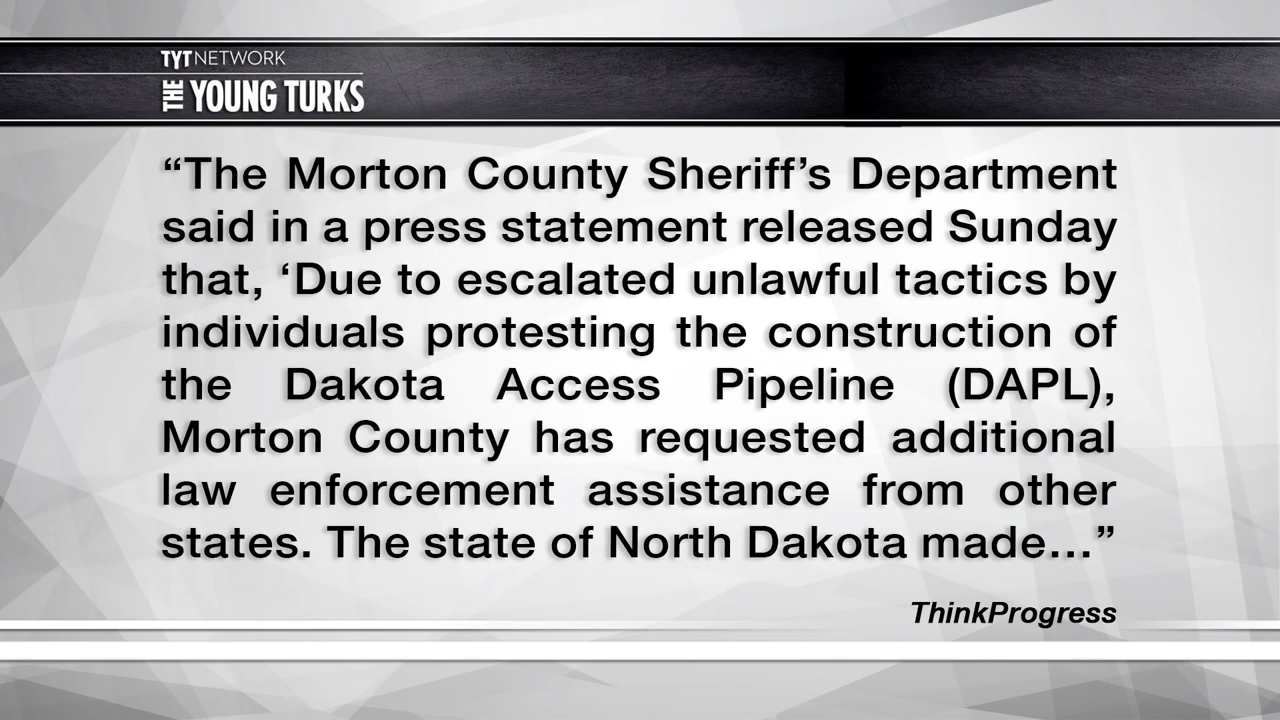 TYT NETWORK
THE YOUNG TURKS
“The Morton County Sheriff’s Department
said in a press statement released Sunday
that, ‘Due to escalated unlawful tactics by
individuals protesting the construction of
the Dakota Access Pipeline (DAPL),
Morton County has requested additional
law enforcement assistance from other
states. The state of North Dakota made...”
ThinkProgress